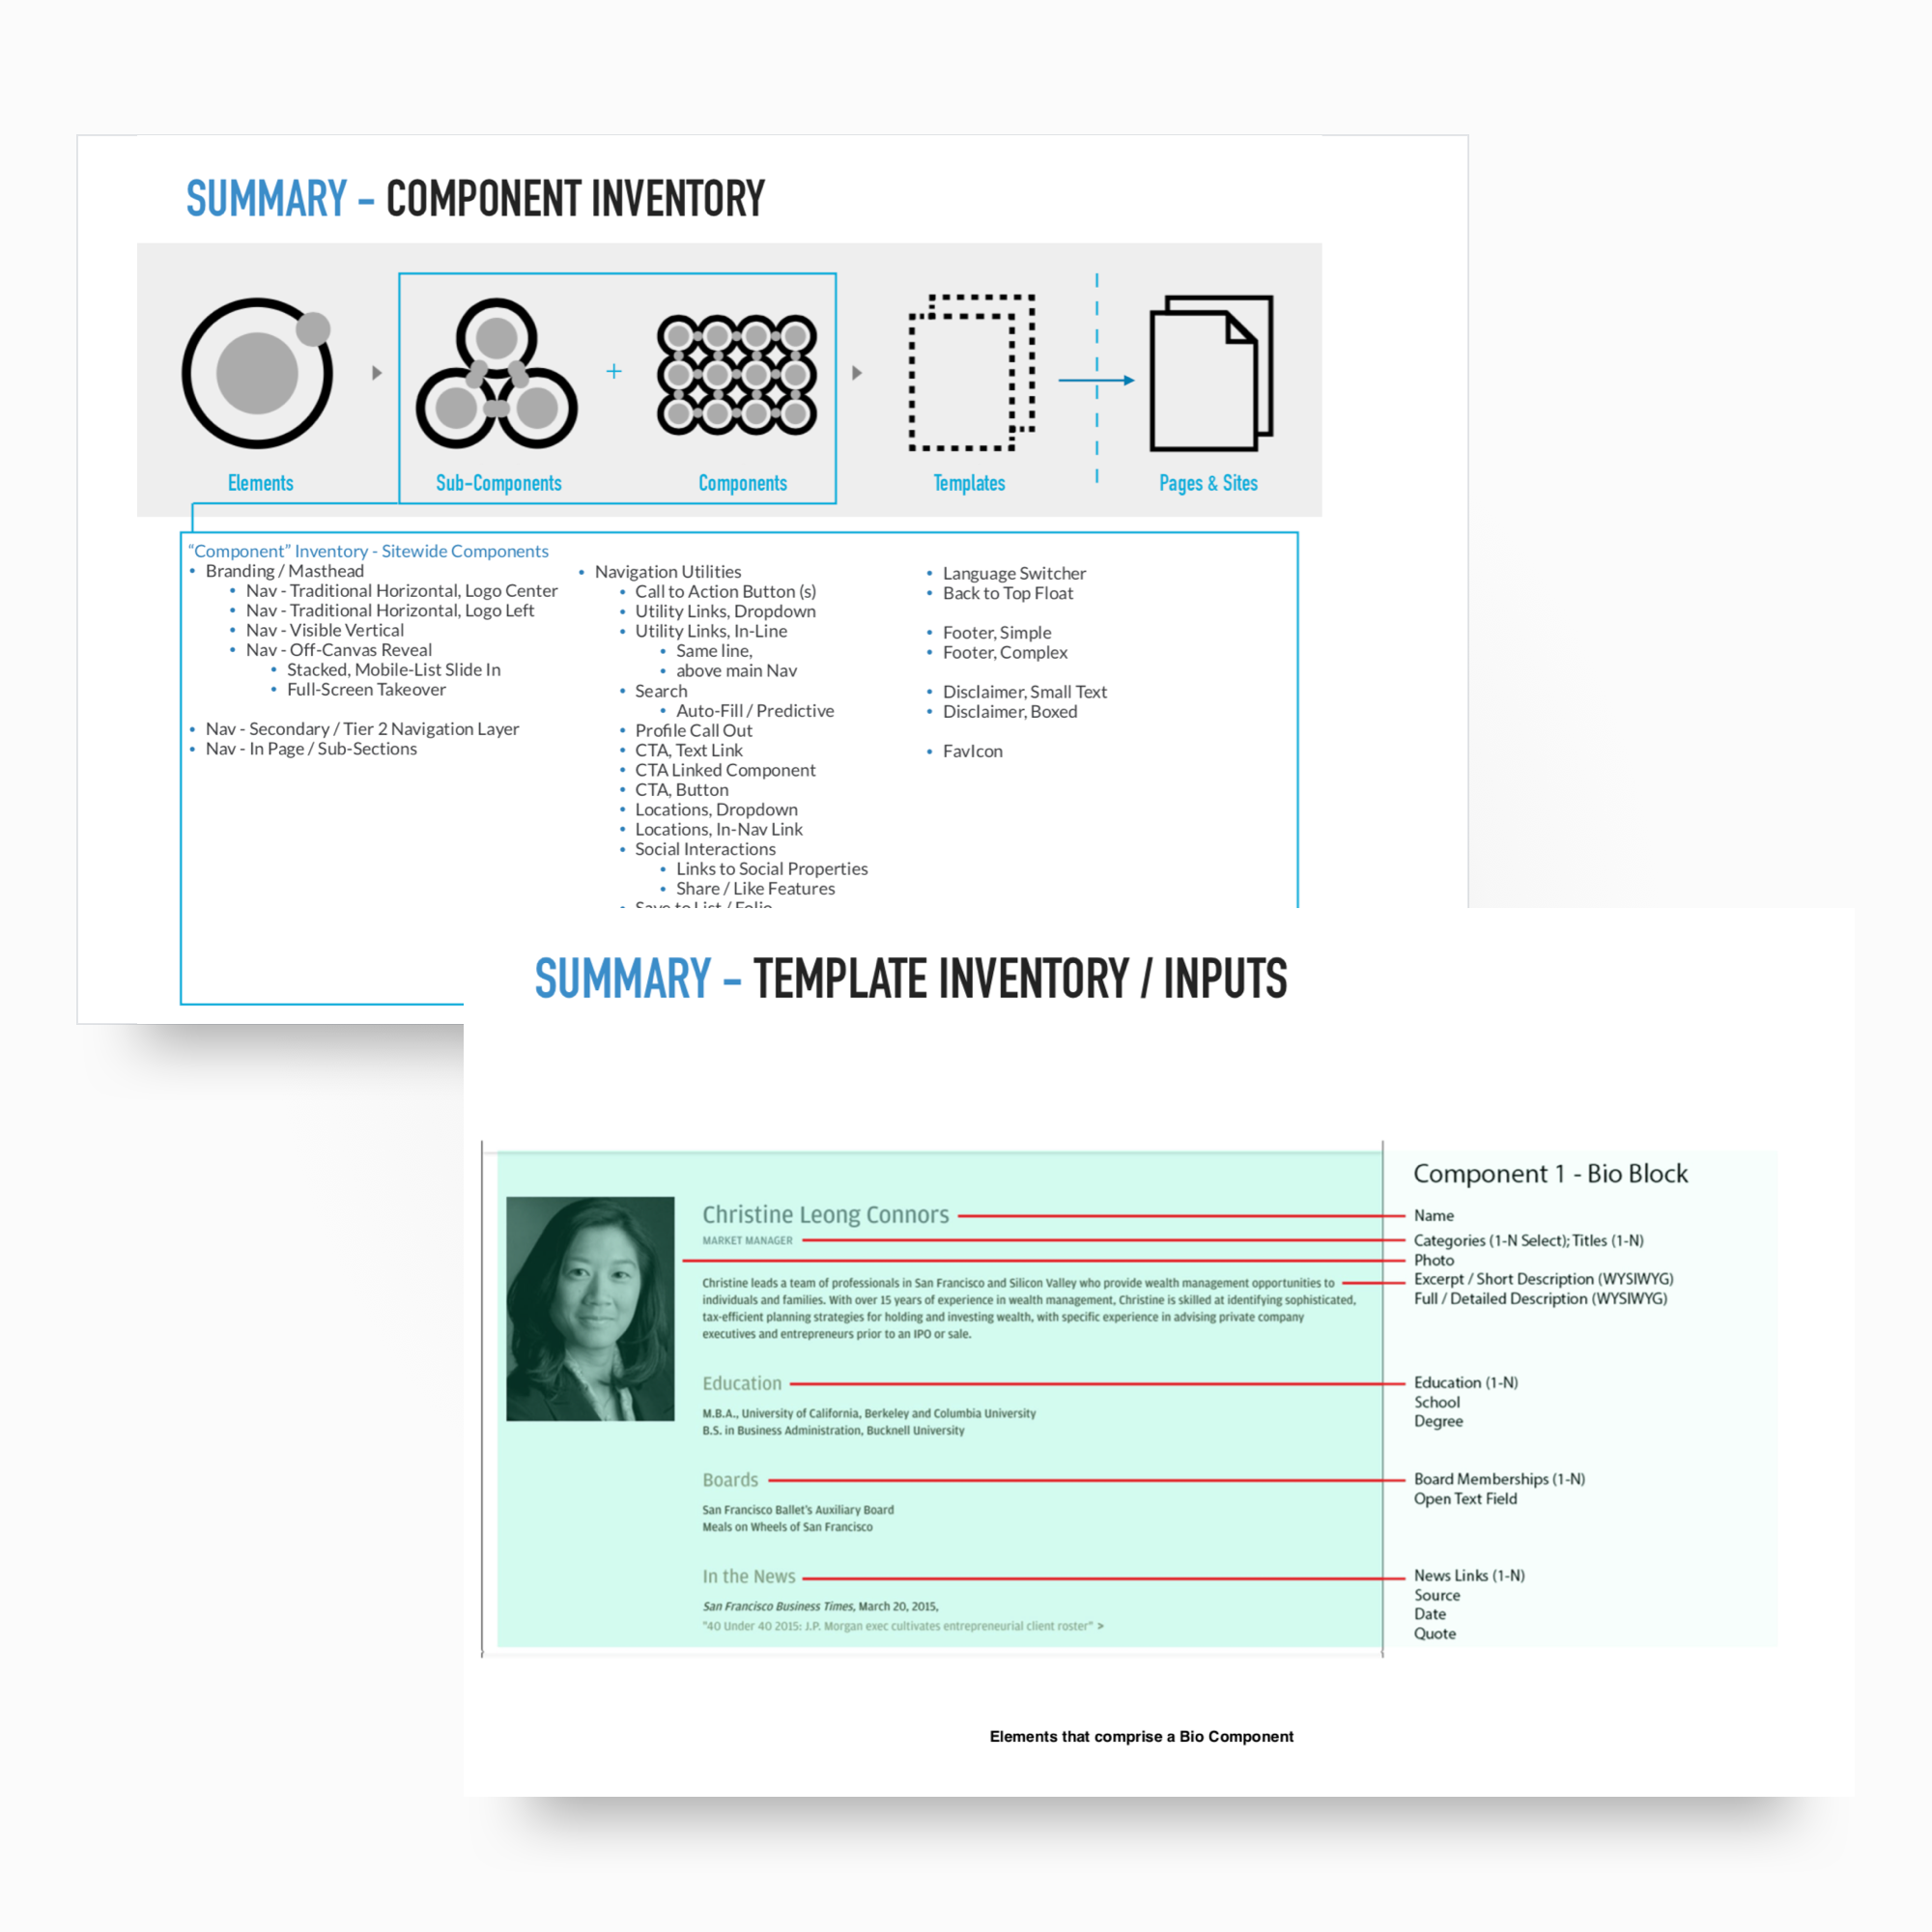 SUMMARY - COMPONENT INVENTORY
+
Elements
Sub-Components
Components
Templates
Pages & Sites
“Component” Inventory - Sitewide Components
• Branding / Masthead
• Nav - Traditional Horizontal, Logo Center
• Nav - Traditional Horizontal, Logo Left
• Nav - Visible Vertical
• Nav - Off-Canvas Reveal
• Stacked, Mobile-List Slide In
• Full-Screen Takeover
• Nav - Secondary / Tier 2 Navigation Layer
• Nav - In Page / Sub-Sections
• Navigation Utilities
• Call to Action Button (s)
• Utility Links, Dropdown
• Utility Links, In-Line
• Same line,
• above main Nav
• Search
• Auto-Fill / Predictive
• Profile Call Out
• CTA, Text Link
• CTA Linked Component
• CTA, Button
• Locations, Dropdown
• Locations, In-Nav Link
• Social Interactions
• Links to Social Properties
• Share / Like Features
• Save to List / Folio
• Language Switcher
• Back to Top Float
• Footer, Simple
• Footer, Complex
• Disclaimer, Small Text
• Disclaimer, Boxed
• FavIcon
SUMMARY - TEMPLATE INVENTORY / INPUTS
Christine Leong Connors
MARKET MANAGER
Christine leads a team of professionals in San Francisco and Silicon Valley who provide wealth management opportunities to
individuals and families. With over 15 years of experience in wealth management, Christine is skilled at identifying sophisticated,
tax-efficient planning strategies for holding and investing wealth, with specific experience in advising private company
executives and entrepreneurs prior to an IPO or sale.
Education
M.B.A., University of California, Berkeley and Columbia University
B.S. in Business Administration, Bucknell University
Boards
San Francisco Ballet's Auxiliary Board
Meals on Wheels of San Francisco
In the News
San Francisco Business Times, March 20, 2015,
"40 Under 40 2015: J.P. Morgan exec cultivates entrepreneurial client roster" >
Component 1 - Bio Block
Name
Categories (1-N Select); Titles (1-N)
Photo
Excerpt / Short Description (WYSIWYG)
Full / Detailed Description (WYSIWYG)
Education (1-N)
School
Degree
Board Memberships (1-N)
Open Text Field
News Links (1-N)
Source
Date
Quote
Elements that comprise a Bio Component